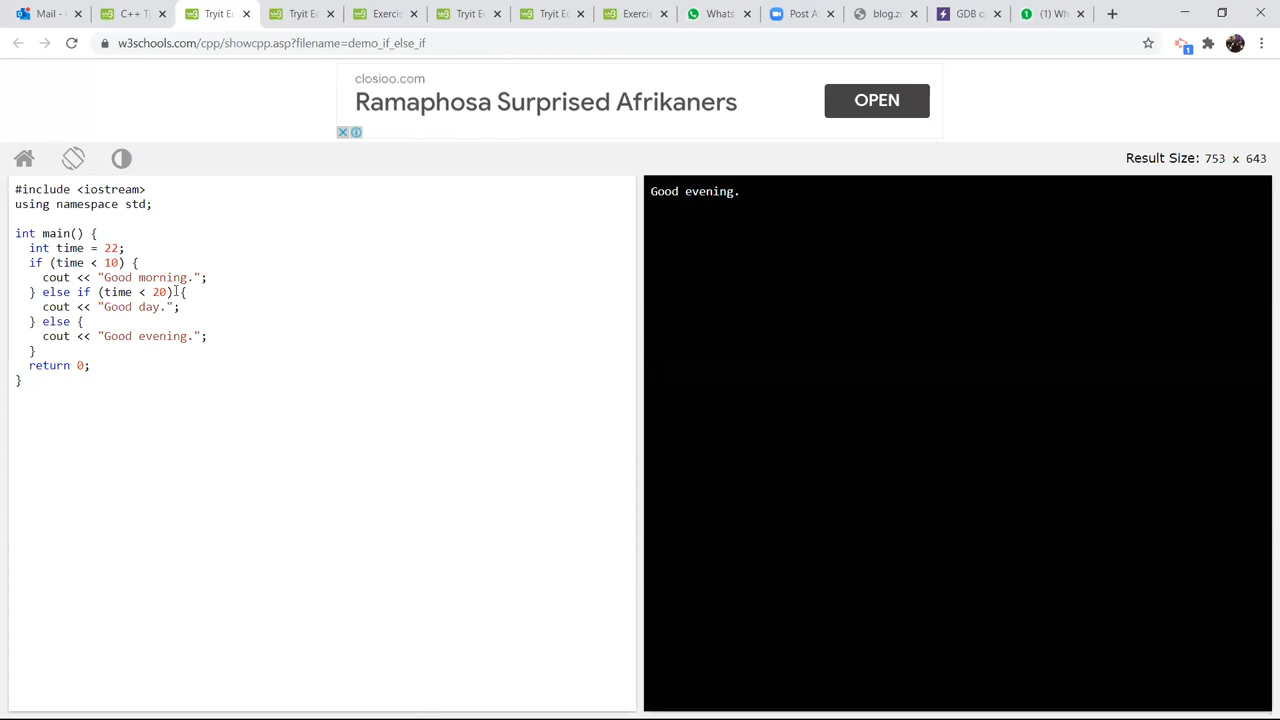 Mail -
C++ T
Tryit E
Tryit E
Exercis
Tryit E
Tryit E
Exercis
Whats
Post A
blog.z
GDB o
(1) Wh
w3schools.com/cpp/showcpp.asp?filename=demo_if_else_if
1
closioo.com
Ramaphosa Surprised Afrikaners
OPEN
Result Size: 753 x 643
#include <iostream>
using namespace std;
int main() {
  int time = 22;
  if (time < 10) {
    cout << "Good morning.";
  } else if (time < 20) {
    cout << "Good day.";
  } else {
    cout << "Good evening.";
  }
  return 0;
}
Good evening.